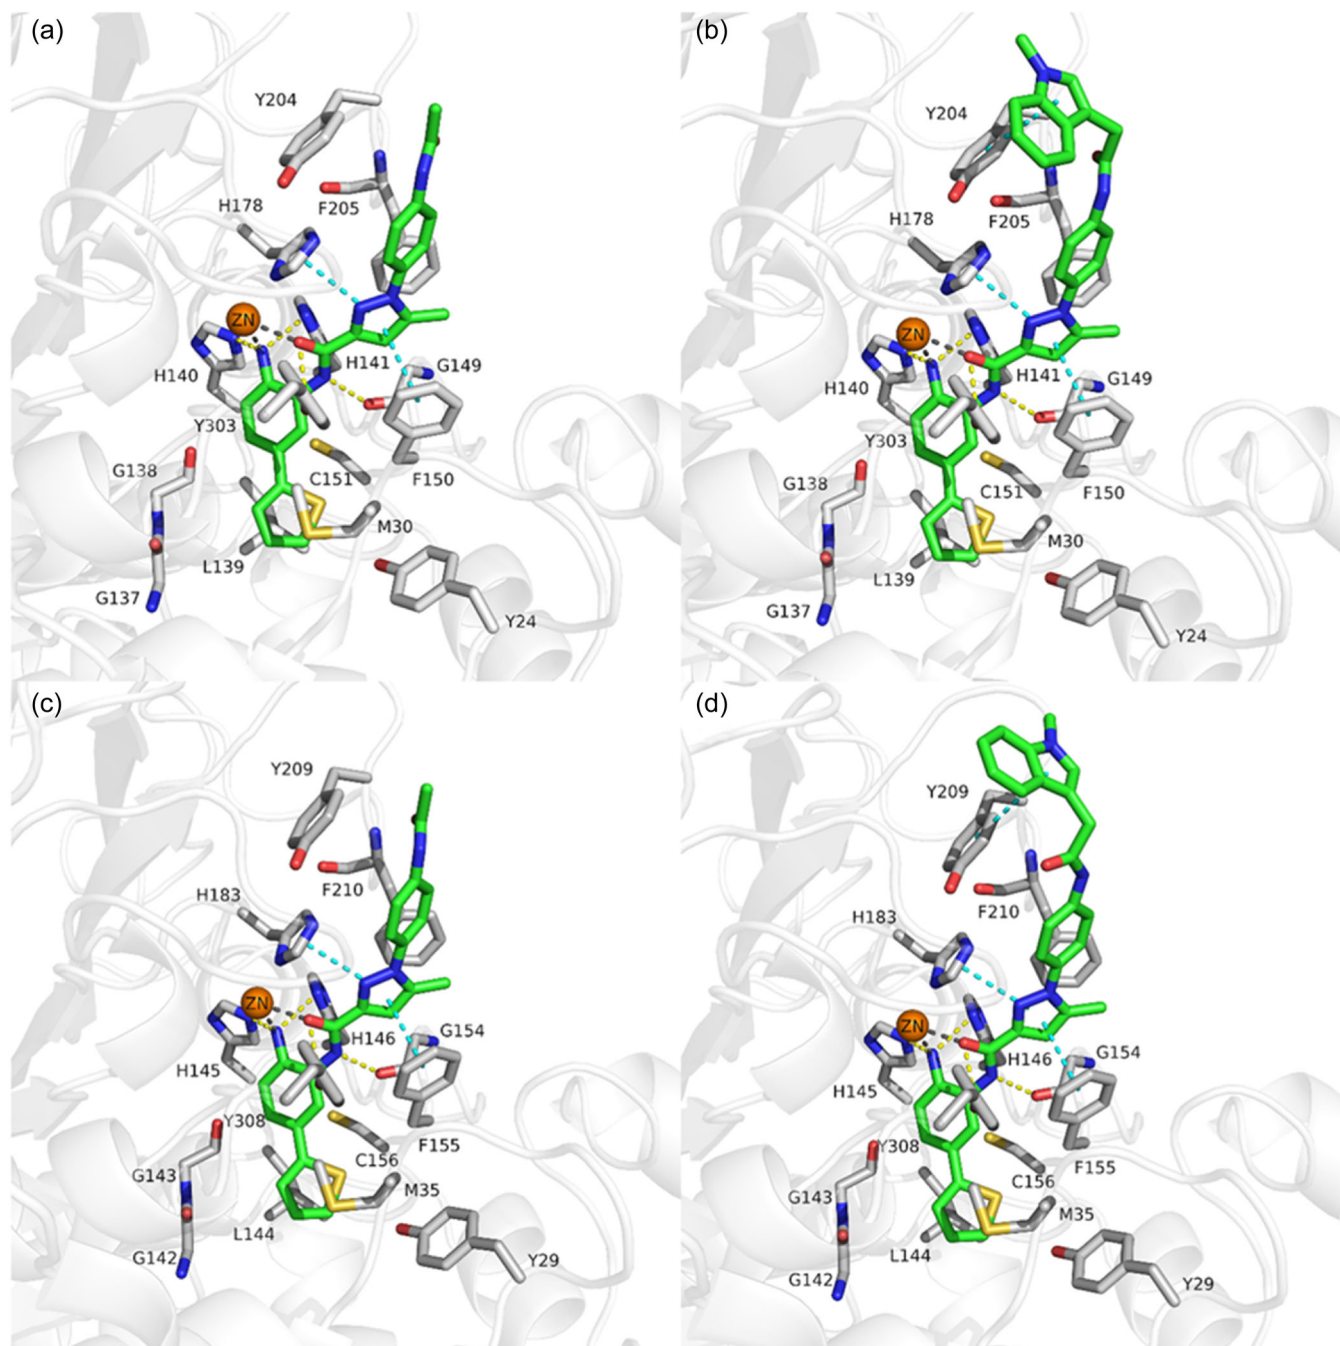 (a)
Y204
F205
H178
ZN
H141
G149
H140
Y303
G138
C151
F150
M30
L139
G137
Y24
(b)
Y204
F205
H178
ZN
H141
G149
H140
Y303
G138
C151
F150
M30
L139
G137
Y24
(c)
Y209
F210
H183
ZN
H146
G154
H145
Y308
F155
G143
C156
M35
L144
G142
Y29
(d)
Y209
F210
H183
ZN
H146
G154
H145
Y308
F155
G143
C156
M35
L144
G142
Y29